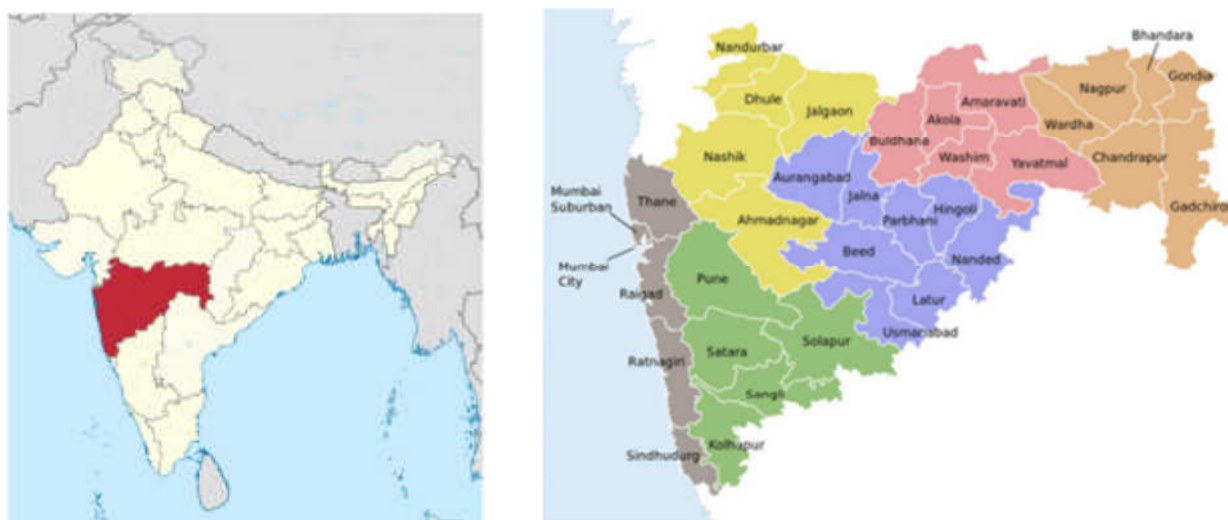 Nandurbar
Bhandara
Gondia
Dhule
Jalgaon
Nagpur
Amaravati
Akola
Wardha
Buldhana
Nashik
Washim
Yavatmal
Chandrapur
Aurangabad
Jalna
Mumbai
Suburban
Thane
Hingoli
Parbhani
Gadchirol
Ahmadnagar
Beed
Nanded
Mumbai
City
Pune
Raigad
Latur
Usmanabad
Solapur
Satara
Ratnagiri
Sangli
Kolhapur
Sindhudurg